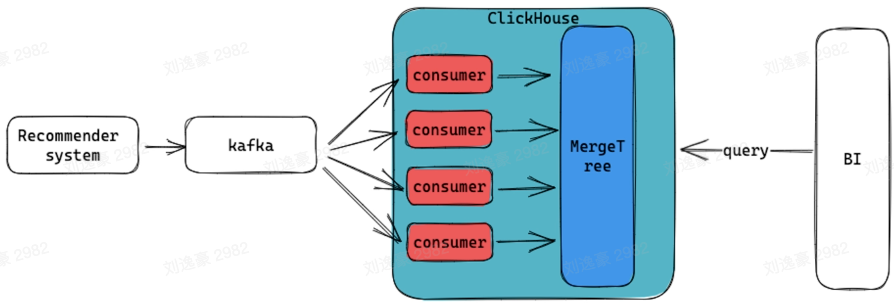 ClickHouse
Recommender
system
kafka
consumer
consumer
consumer
consumer
MergeT
ree
query
BI
刘逸豪 2982
刘逸豪 2982
刘逸豪 2982
刘逸豪 2982
刘逸豪 2982
刘逸豪 2982
刘逸豪 2982
刘逸豪 2982